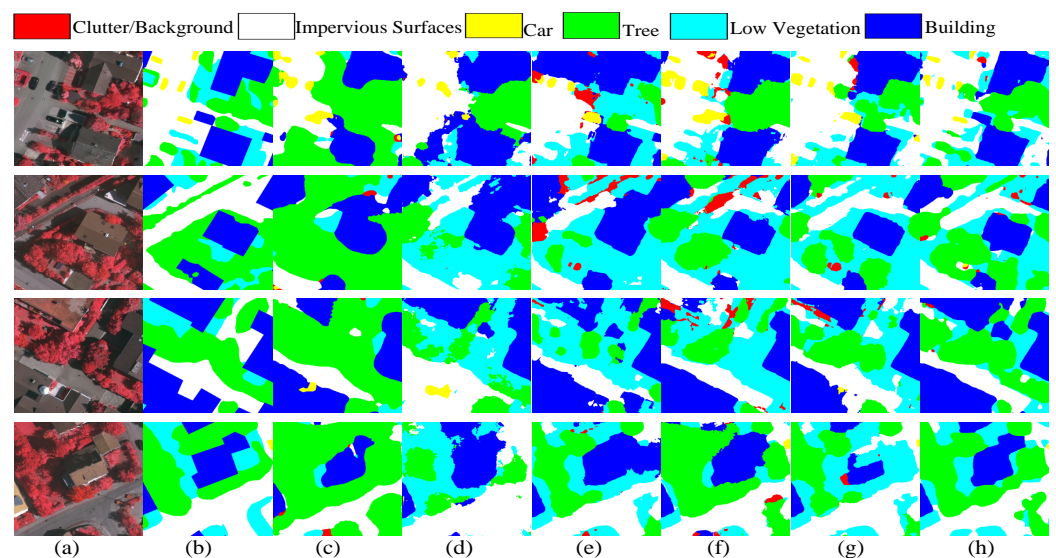 Clutter/Background Impervious Surfaces Car Tree Low Vegetation Building
(a) (b) (c) (d) (e) (f) (g) (h)